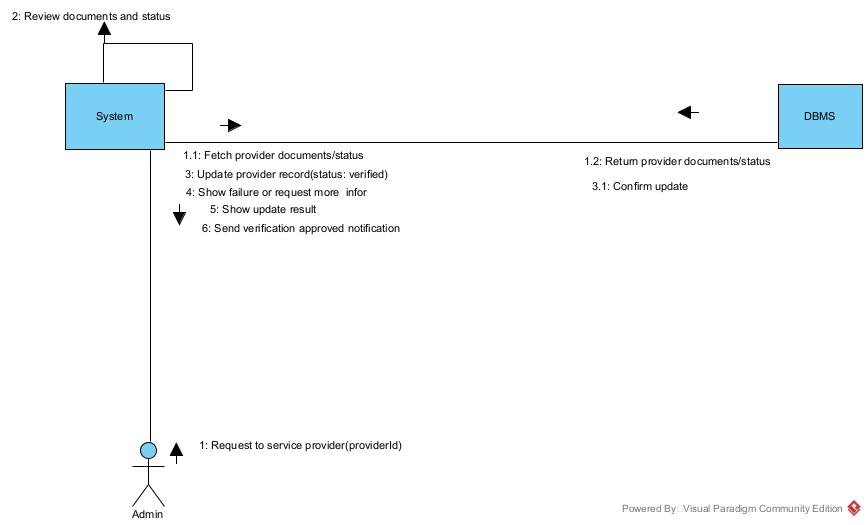 2: Review documents and status
System
DBMS
1.1: Fetch provider documents/status
1.2: Return provider documents/status
3: Update provider record(status: verified)
3.1: Confirm update
4: Show failure or request more infor
5: Show update result
6: Send verification approved notification
1: Request to service provider(providerId)
Admin
Powered By Visual Paradigm Community Edition